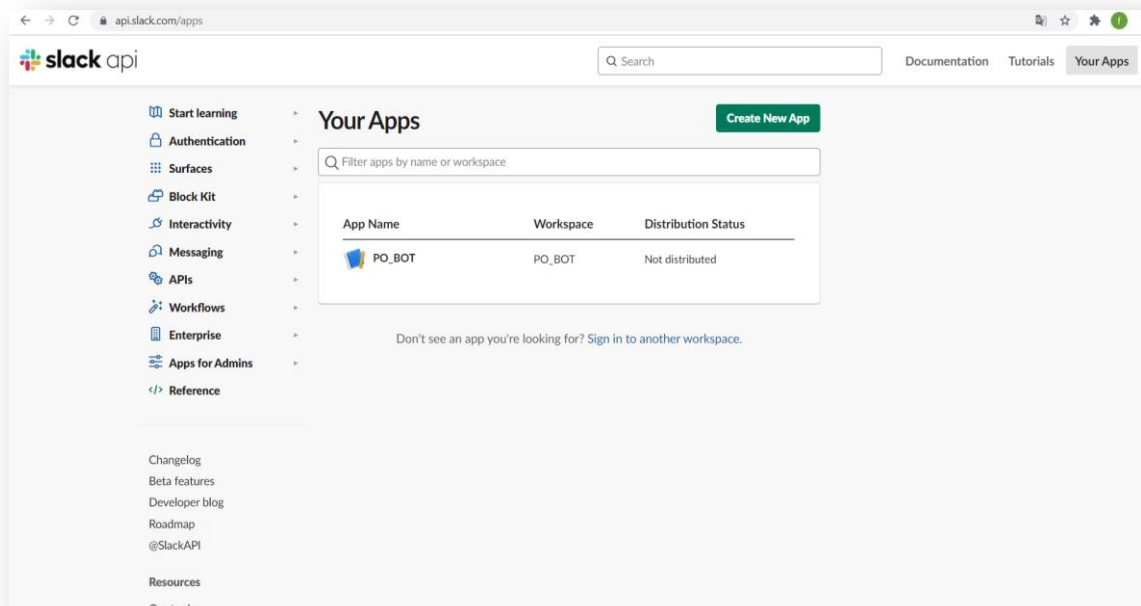 api.slack.com/apps
slack api
Search
Documentation
Tutorials
Your Apps
Start learning
Authentication
Surfaces
Block Kit
Interactivity
Messaging
APIs
Workflows
Enterprise
Apps for Admins
</> Reference
Changelog
Beta features
Developer blog
Roadmap
@SlackAPI
Resources
Your Apps
Create New App
Filter apps by name or workspace
App Name Workspace Distribution Status
PO_BOT PO_BOT Not distributed
Don't see an app you're looking for? Sign in to another workspace.